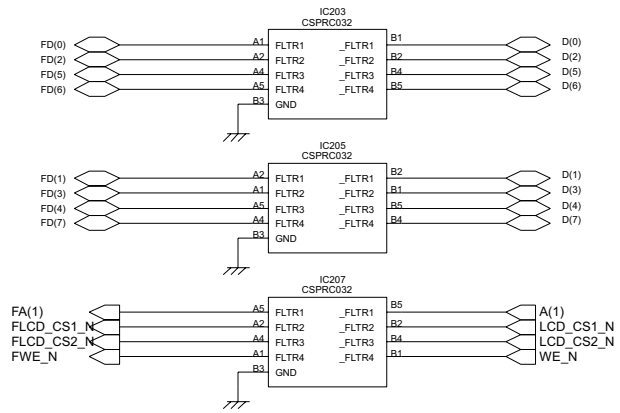 IC203
CSPRC032
FD(0) A1 FLTR1 _FLTR1 B1 D(0)
FD(2) A2 FLTR2 _FLTR2 B2 D(2)
FD(5) A4 FLTR3 _FLTR3 B4 D(5)
FD(6) A5 FLTR4 _FLTR4 B5 D(6)
B3 GND
IC205
CSPRC032
FD(1) A2 FLTR1 _FLTR1 B2 D(1)
FD(3) A1 FLTR2 _FLTR2 B1 D(3)
FD(4) A5 FLTR3 _FLTR3 B5 D(4)
FD(7) A4 FLTR4 _FLTR4 B4 D(7)
B3 GND
IC207
CSPRC032
FA(1) A5 FLTR1 _FLTR1 B5 A(1)
FLCD_CS1_N A2 FLTR2 _FLTR2 B2 LCD_CS1_N
FLCD_CS2_N A4 FLTR3 _FLTR3 B4 LCD_CS2_N
FWE_N A1 FLTR4 _FLTR4 B1 WE_N
B3 GND